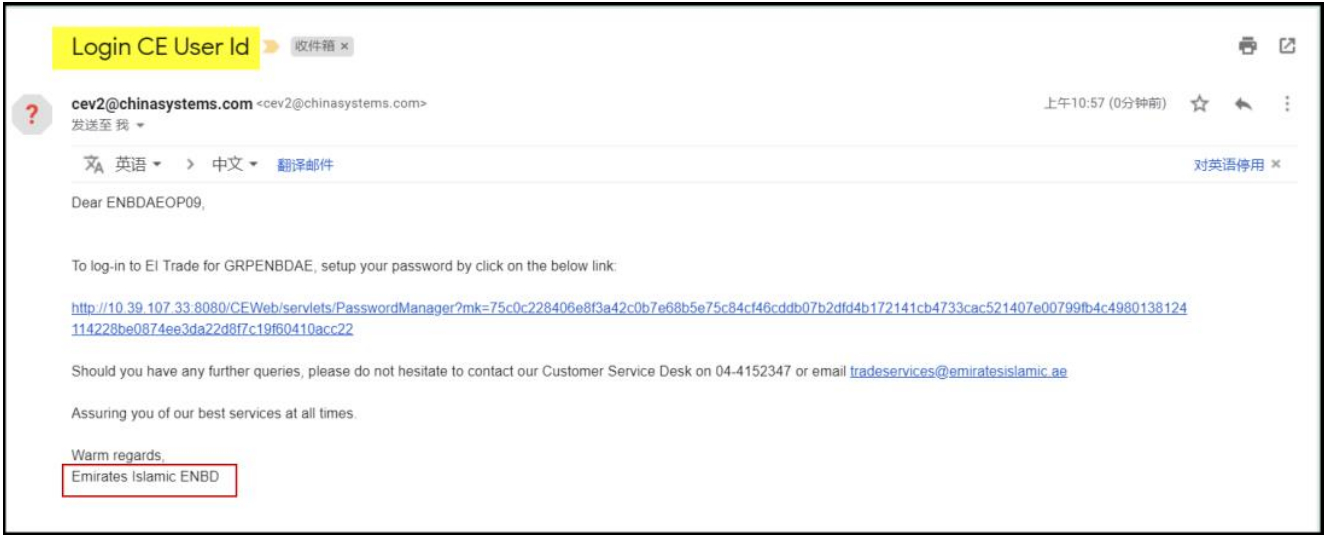 Login CE User Id 收件箱 ×
cev2@chinasystems.com <cev2@chinasystems.com> 上午10:57 (0分钟前)
?
发送至 我
文A 英语 > 中文 翻译邮件 对英语停用 ×
Dear ENBDAEOP09,
To log-in to EI Trade for GRPENBDAE, setup your password by click on the below link:
http://10.39.107.33:8080/CEWeb/servlets/PasswordManager?mk=75c0c228406e8f3a42c0b7e68b5e75c84cf46cddb07b2dfd4b172141cb4733cac521407e00799fb4c4980138124
114228be0874ee3da22d8f7c19f60410acc22
Should you have any further queries, please do not hesitate to contact our Customer Service Desk on 04-4152347 or email tradeservices@emiratesislamic.ae
Assuring you of our best services at all times.
Warm regards,
Emirates Islamic ENBD